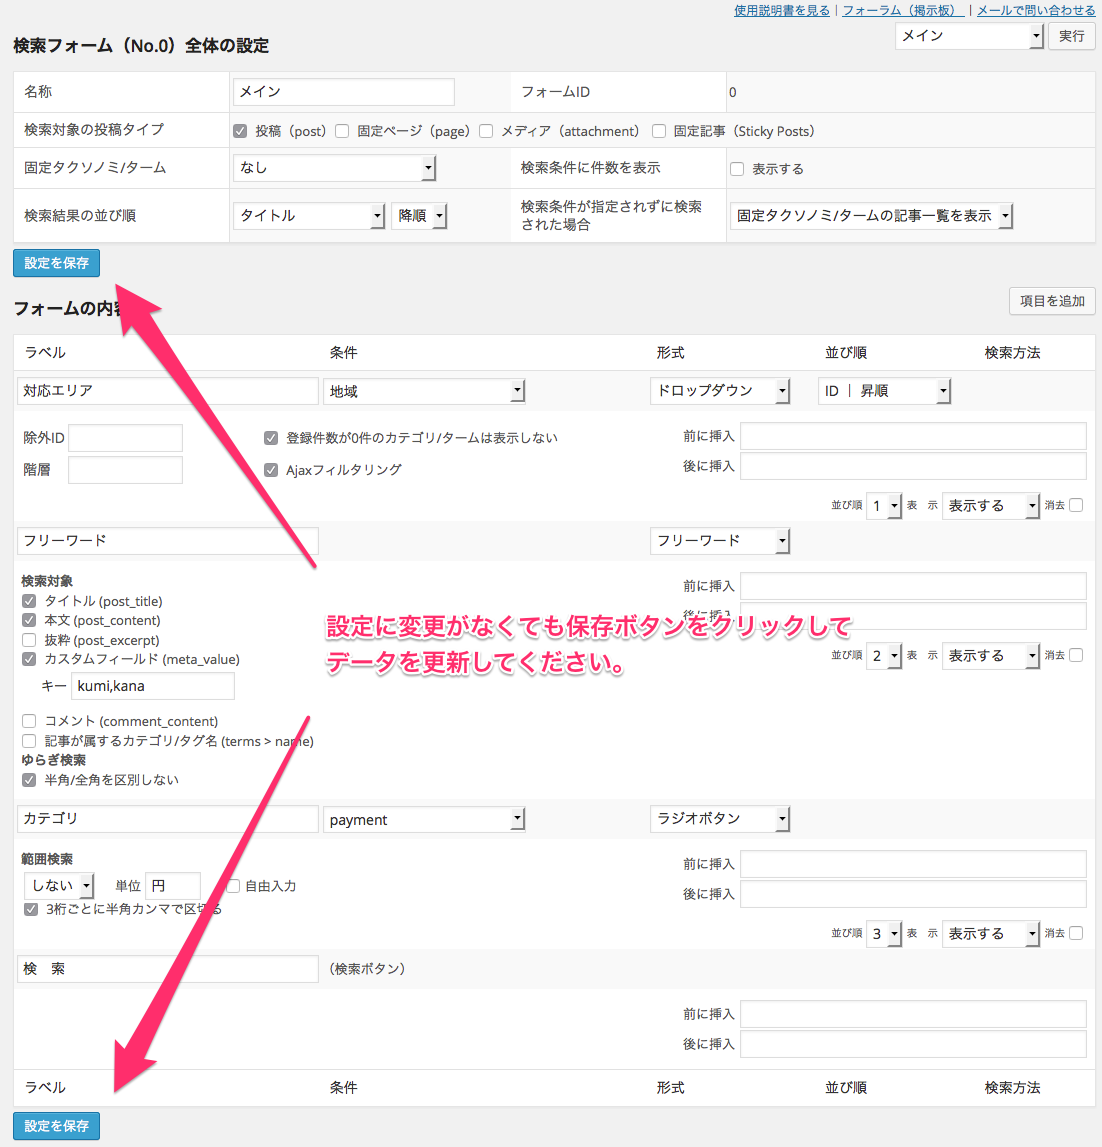 使用説明書を見る | フォーラム（掲示板） | メールで問い合わせる
検索フォーム（No.0）全体の設定
メイン 実行
名称 メイン フォームID 0
検索対象の投稿タイプ 投稿（post） 固定ページ（page） メディア（attachment） 固定記事（Sticky Posts）
固定タクソノミ/ターム なし 検索条件に件数を表示 表示する
検索結果の並び順 タイトル 降順 検索条件が指定されずに検索
された場合 固定タクソノミ/タームの記事一覧を表示
設定を保存
フォームの内容
項目を追加
ラベル 条件 形式 並び順 検索方法
対応エリア 地域 ドロップダウン ID ｜ 昇順
除外ID 登録件数が0件のカテゴリ/タームは表示しない 前に挿入
階層 Ajaxフィルタリング 後に挿入
並び順 1 表　示 表示する 消去
フリーワード フリーワード
検索対象 前に挿入
タイトル (post_title)
本文 (post_content) 後に挿入
設定に変更がなくても保存ボタンをクリックして
データを更新してください。
抜粋 (post_excerpt)
カスタムフィールド (meta_value) 並び順 2 表　示 表示する 消去
キー kumi,kana
コメント (comment_content)
記事が属するカテゴリ/タグ名 (terms > name)
ゆらぎ検索
半角/全角を区別しない
カテゴリ payment ラジオボタン
範囲検索 前に挿入
しない 単位 円 自由入力 後に挿入
3桁ごとに半角カンマで区切る
並び順 3 表　示 表示する 消去
検　索 （検索ボタン）
前に挿入
後に挿入
ラベル 条件 形式 並び順 検索方法
設定を保存